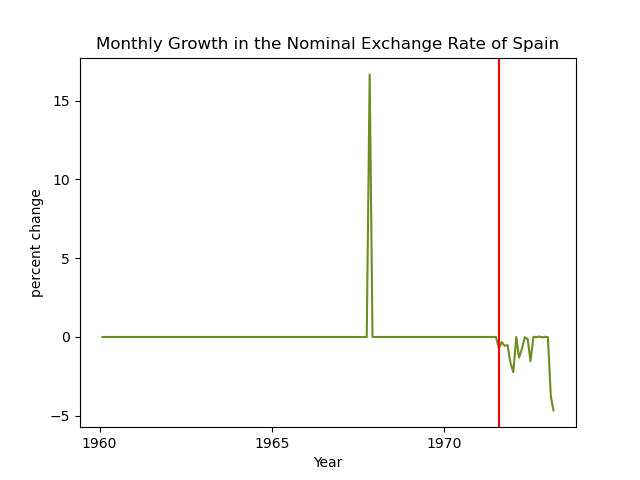 Monthly Growth in the Nominal Exchange Rate of Spain
percent change
15
10
5
0
−5
1960
1965
1970
Year